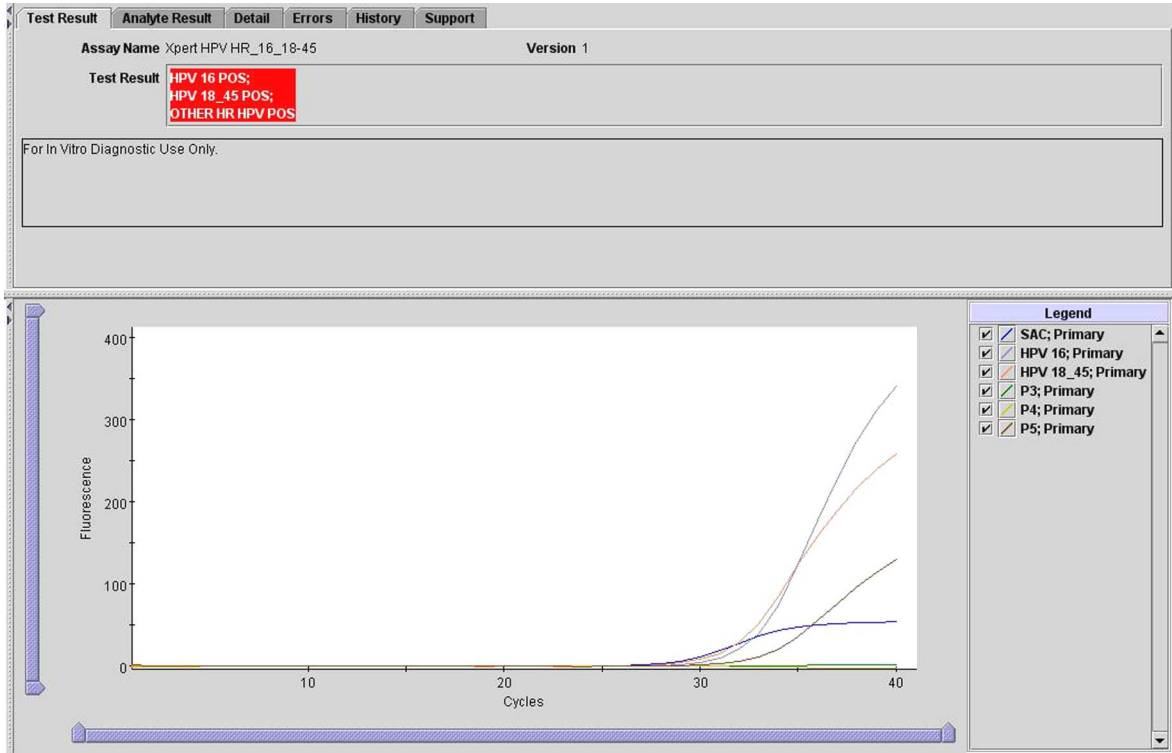 Test Result Analyte Result Detail Errors History Support
Assay Name Xpert HPV HR_16_18-45 Version 1
Test Result HPV 16 POS;
HPV 18_45 POS;
OTHER HR HPV POS
For In Vitro Diagnostic Use Only.
Legend
SAC; Primary
HPV 16; Primary
HPV 18_45; Primary
P3; Primary
P4; Primary
P5; Primary
400
300
200
100
0
Fluorescence
10 20 30 40
Cycles